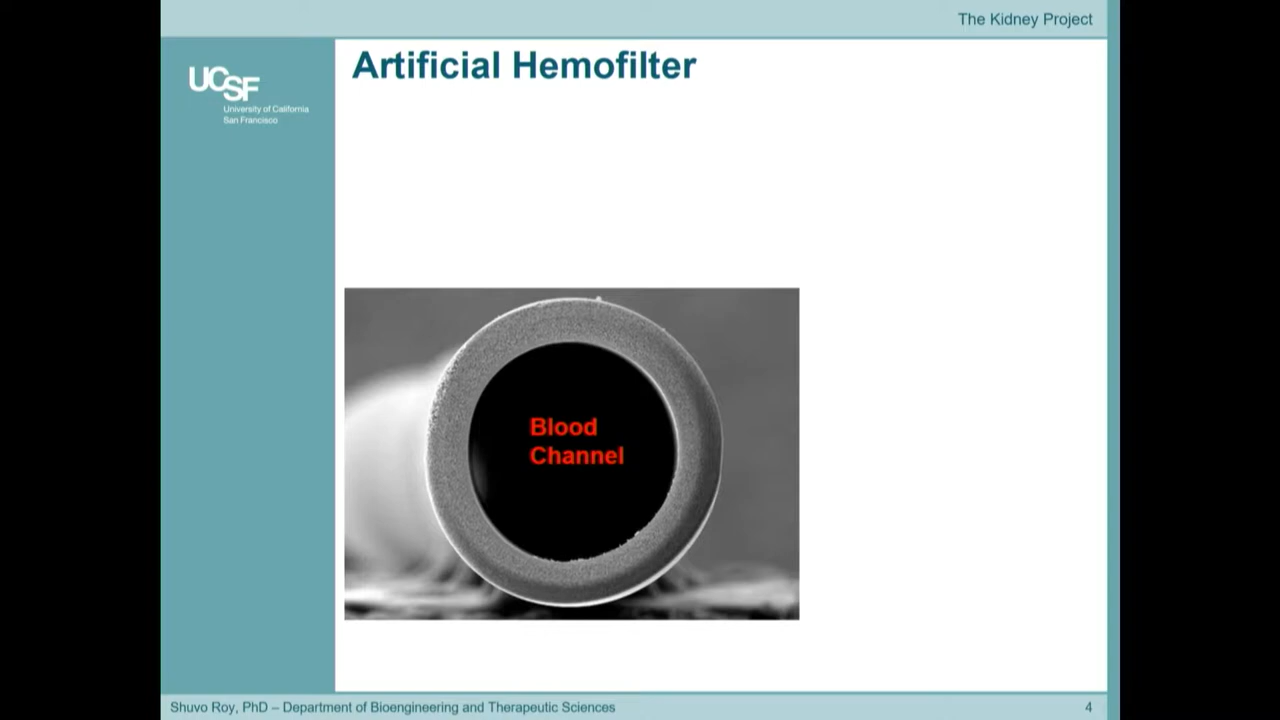 The Kidney Project
UCSF
University of California
San Francisco
Artificial Hemofilter
Blood
Channel
Shuvo Roy, PhD – Department of Bioengineering and Therapeutic Sciences
4